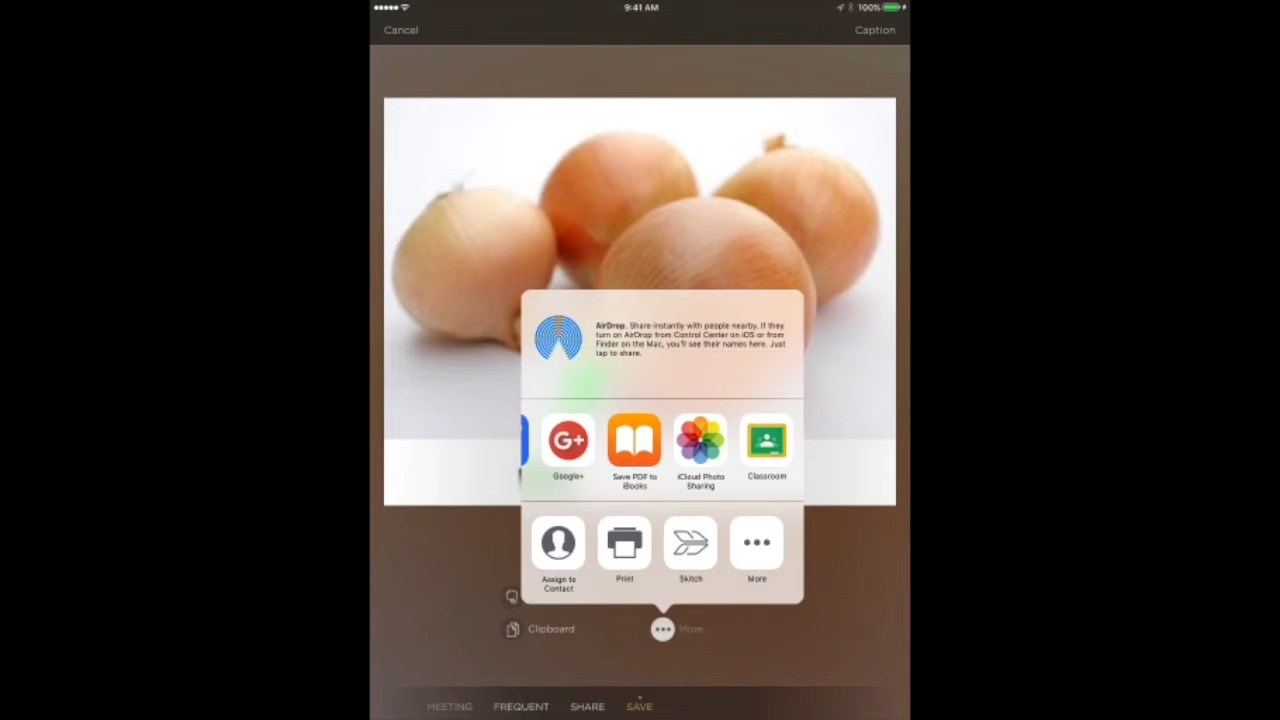 9:41 AM
100%
Cancel
Caption
AirDrop. Share instantly with people nearby. If they
turn on AirDrop from Control Center on iOS or from
Finder on the Mac, you'll see their names here. Just
tap to share.
G+
Google+
Save PDF to
iBooks
iCloud Photo
Sharing
Classroom
Assign to
Contact
Print
Skitch
More
Clipboard
More
MEETING
FREQUENT
SHARE
SAVE